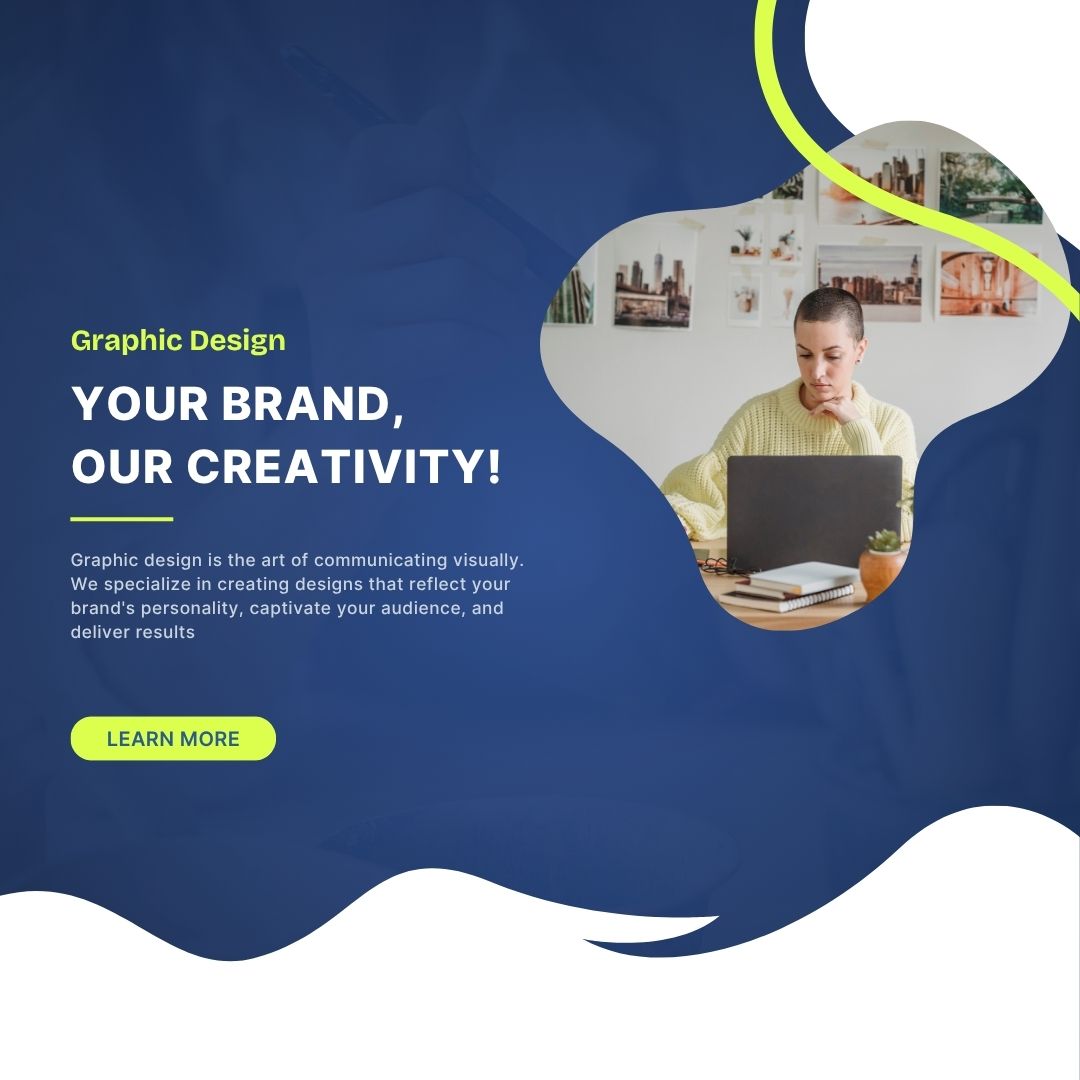 Graphic Design
YOUR BRAND,
OUR CREATIVITY!
Graphic design is the art of communicating visually.
We specialize in creating designs that reflect your
brand's personality, captivate your audience, and
deliver results
LEARN MORE